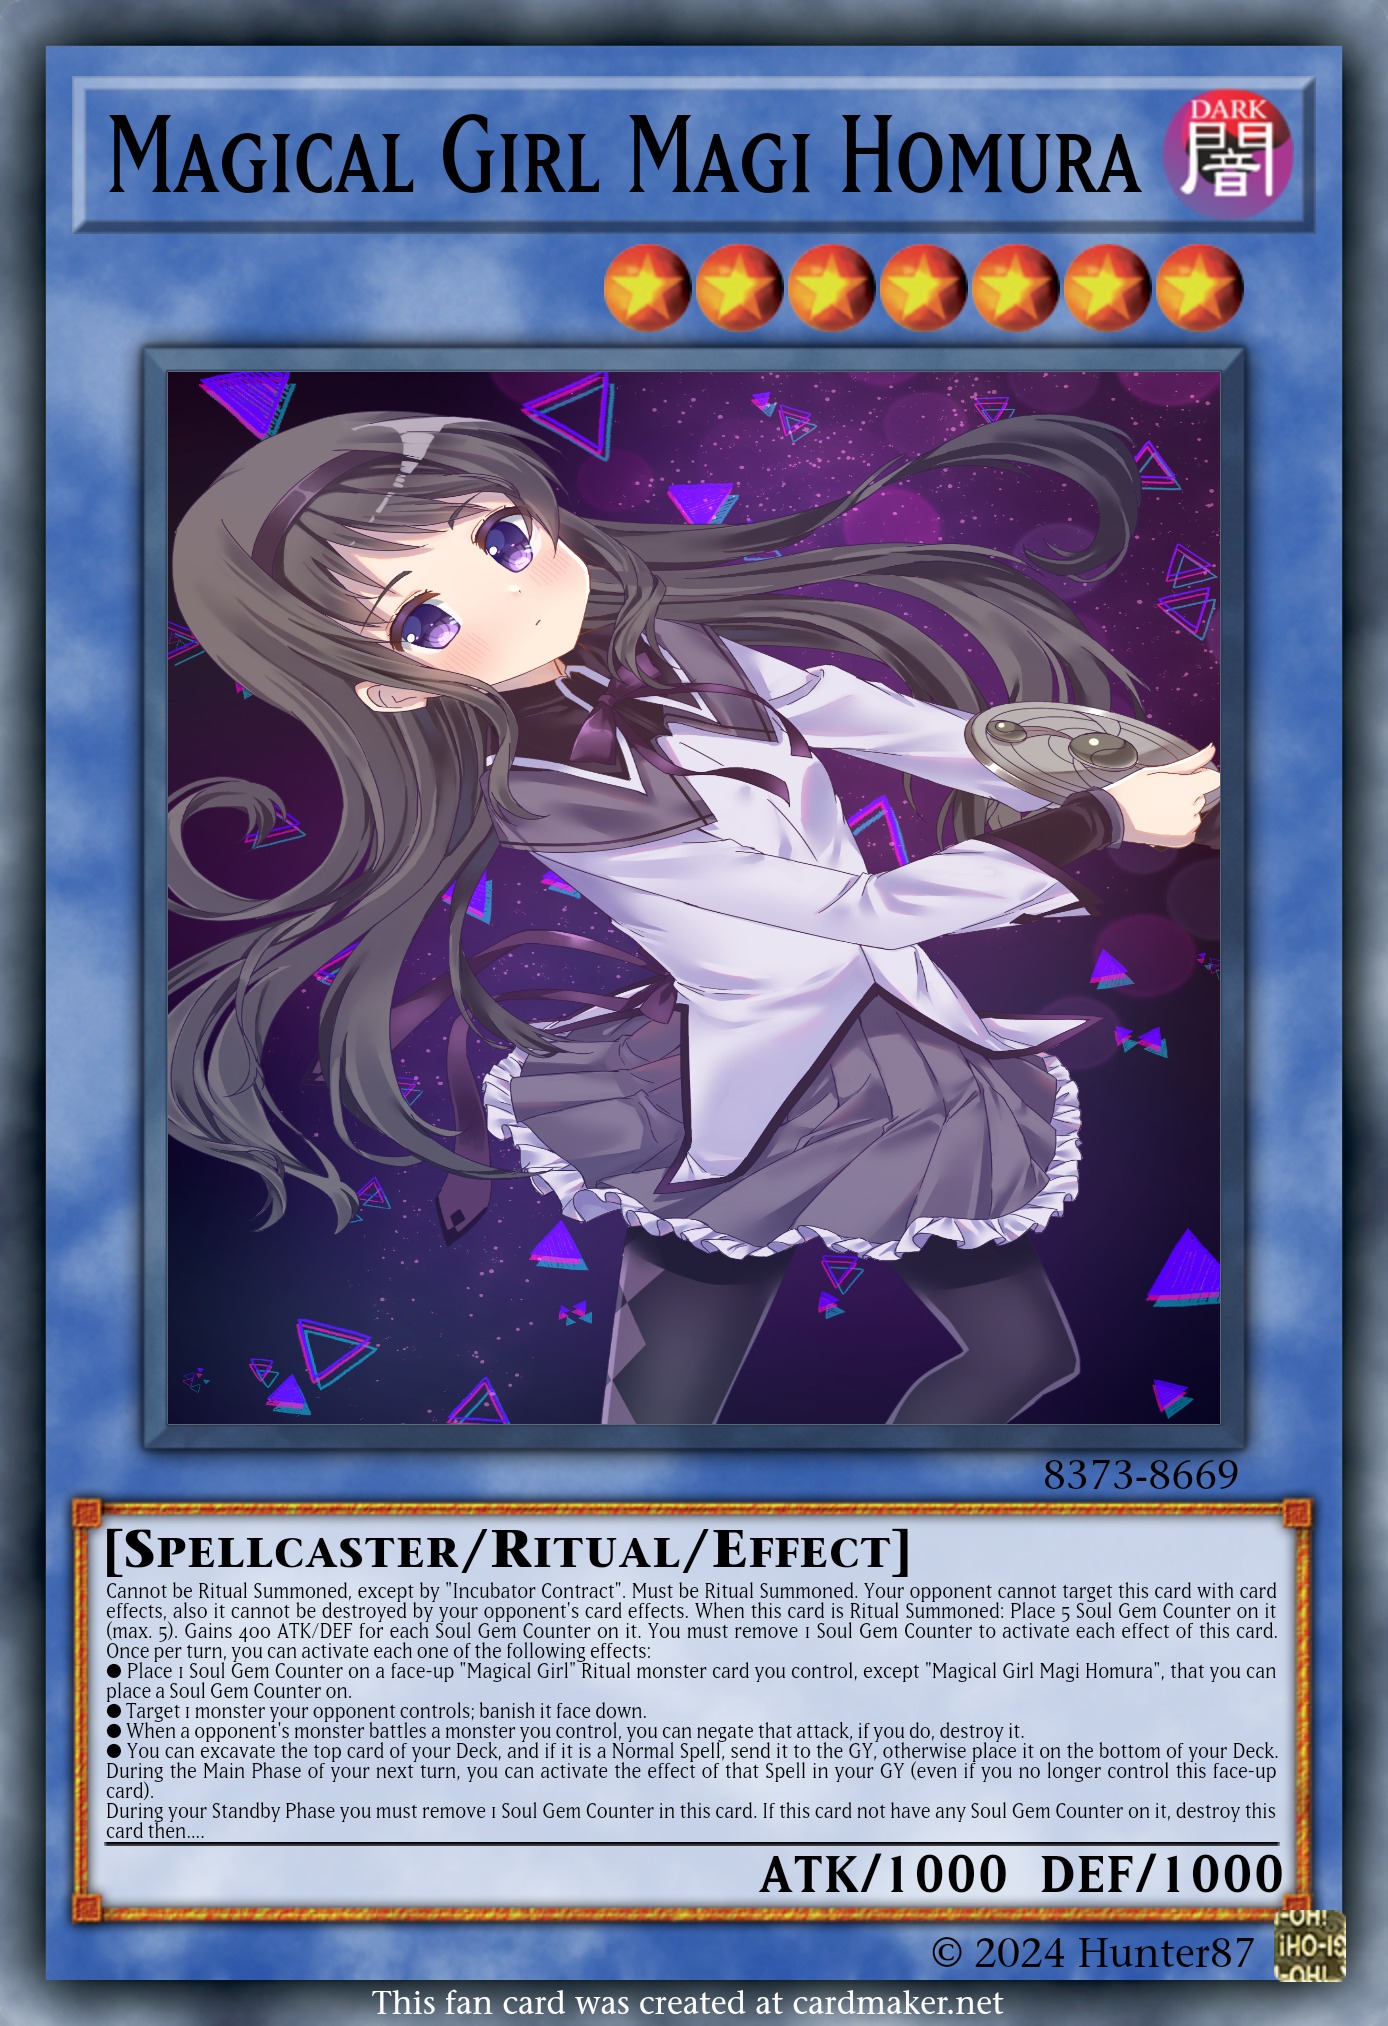 Magical Girl Magi Homura
DARK
闇
8373-8669
[Spellcaster/Ritual/Effect]
Cannot be Ritual Summoned, except by "Incubator Contract". Must be Ritual Summoned. Your opponent cannot target this card with card
effects, also it cannot be destroyed by your opponent's card effects. When this card is Ritual Summoned: Place 5 Soul Gem Counter on it
(max. 5). Gains 400 ATK/DEF for each Soul Gem Counter on it. You must remove 1 Soul Gem Counter to activate each effect of this card.
Once per turn, you can activate each one of the following effects:
● Place 1 Soul Gem Counter on a face-up "Magical Girl" Ritual monster card you control, except "Magical Girl Magi Homura", that you can
place a Soul Gem Counter on.
● Target 1 monster your opponent controls; banish it face down.
● When a opponent's monster battles a monster you control, you can negate that attack, if you do, destroy it.
● You can excavate the top card of your Deck, and if it is a Normal Spell, send it to the GY, otherwise place it on the bottom of your Deck.
During the Main Phase of your next turn, you can activate the effect of that Spell in your GY (even if you no longer control this face-up
card).
During your Standby Phase you must remove 1 Soul Gem Counter in this card. If this card not have any Soul Gem Counter on it, destroy this
card then....
ATK/1000 DEF/1000
© 2024 Hunter87
This fan card was created at cardmaker.net